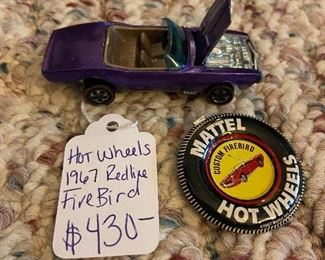 Hot Wheels
1967 Redline
FireBird
$430-
MATTEL
CUSTOM FIREBIRD
HOT WHEELS